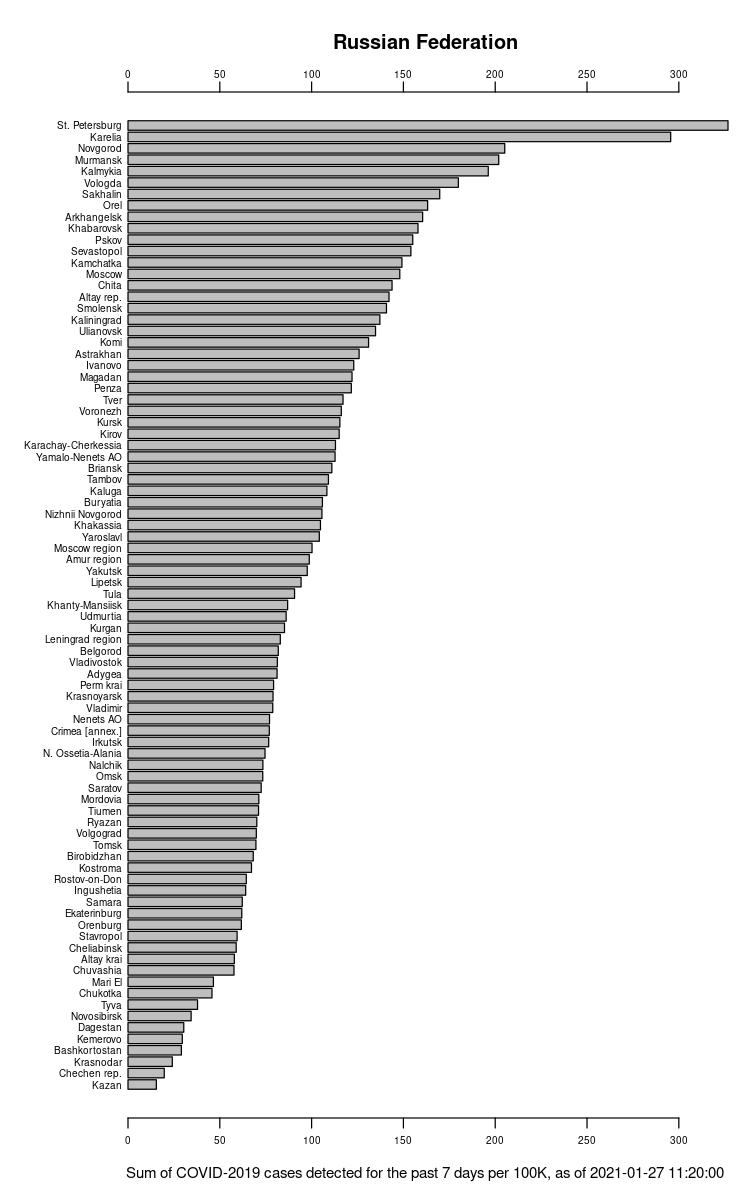 Russian Federation
0 50 100 150 200 250 300
St. Petersburg
Karelia
Novgorod
Murmansk
Kalmykia
Vologda
Sakhalin
Orel
Arkhangelsk
Khabarovsk
Pskov
Sevastopol
Kamchatka
Moscow
Chita
Altay rep.
Smolensk
Kaliningrad
Ulianovsk
Komi
Astrakhan
Ivanovo
Magadan
Penza
Tver
Voronezh
Kursk
Kirov
Karachay-Cherkessia
Yamalo-Nenets AO
Briansk
Tambov
Kaluga
Buryatia
Nizhnii Novgorod
Khakassia
Yaroslavl
Moscow region
Amur region
Yakutsk
Lipetsk
Tula
Khanty-Mansiisk
Udmurtia
Kurgan
Leningrad region
Belgorod
Vladivostok
Adygea
Perm krai
Krasnoyarsk
Vladimir
Nenets AO
Crimea [annex.]
Irkutsk
N. Ossetia-Alania
Nalchik
Omsk
Saratov
Mordovia
Tiumen
Ryazan
Volgograd
Tomsk
Birobidzhan
Kostroma
Rostov-on-Don
Ingushetia
Samara
Ekaterinburg
Orenburg
Stavropol
Cheliabinsk
Altay krai
Chuvashia
Mari El
Chukotka
Tyva
Novosibirsk
Dagestan
Kemerovo
Bashkortostan
Krasnodar
Chechen rep.
Kazan
0 50 100 150 200 250 300
Sum of COVID-2019 cases detected for the past 7 days per 100K, as of 2021-01-27 11:20:00